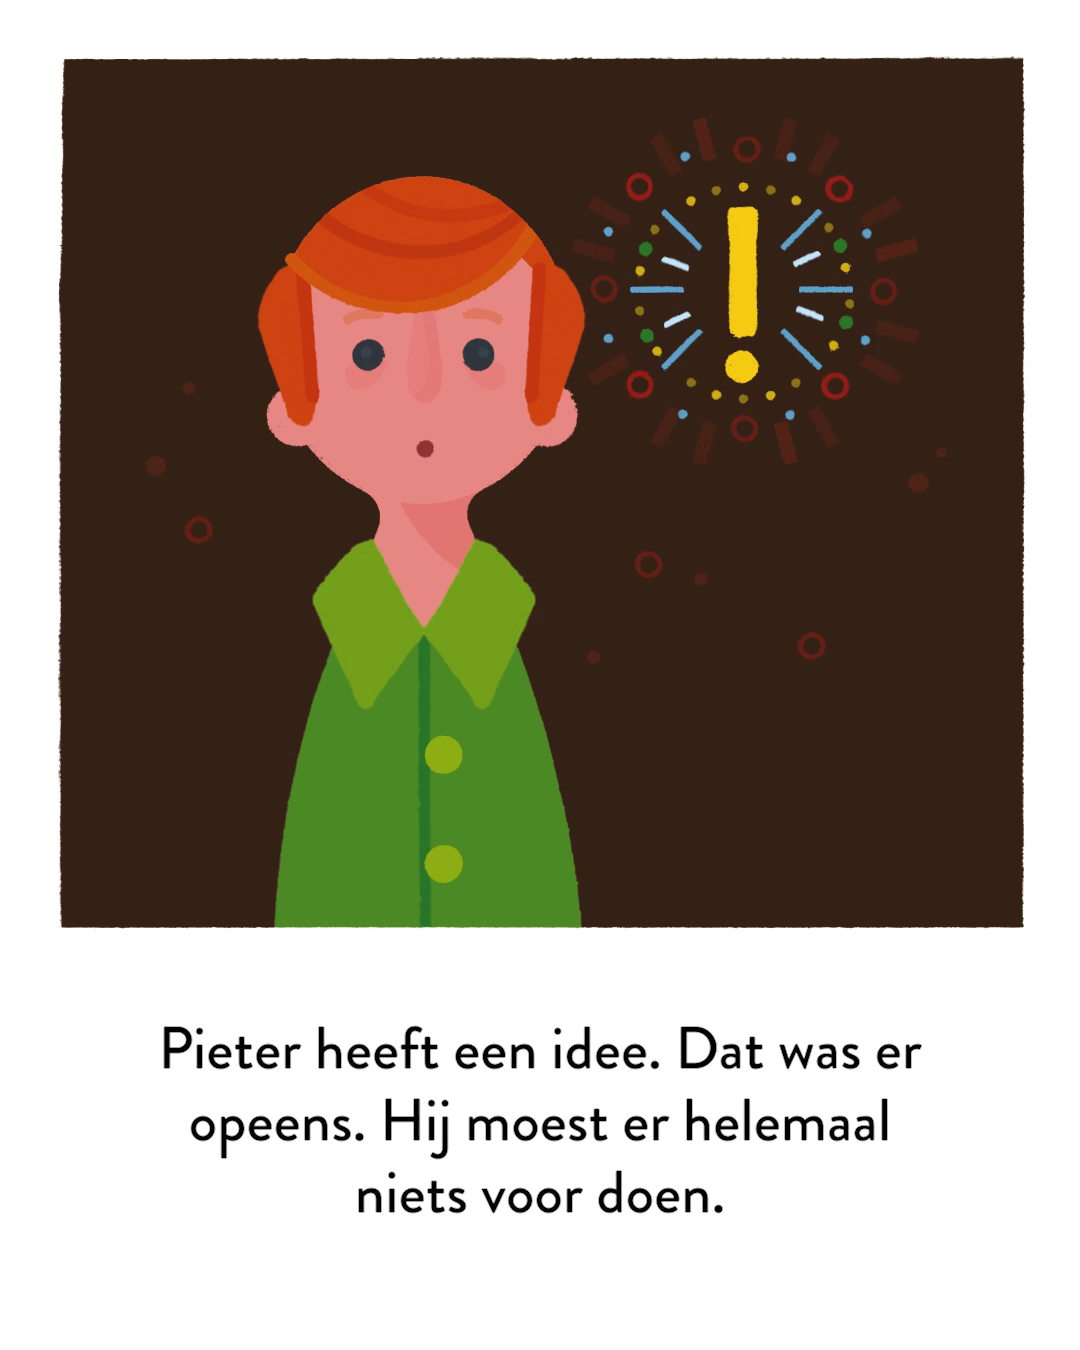 Pieter heeft een idee. Dat was er
opeens. Hij moest er helemaal
niets voor doen.